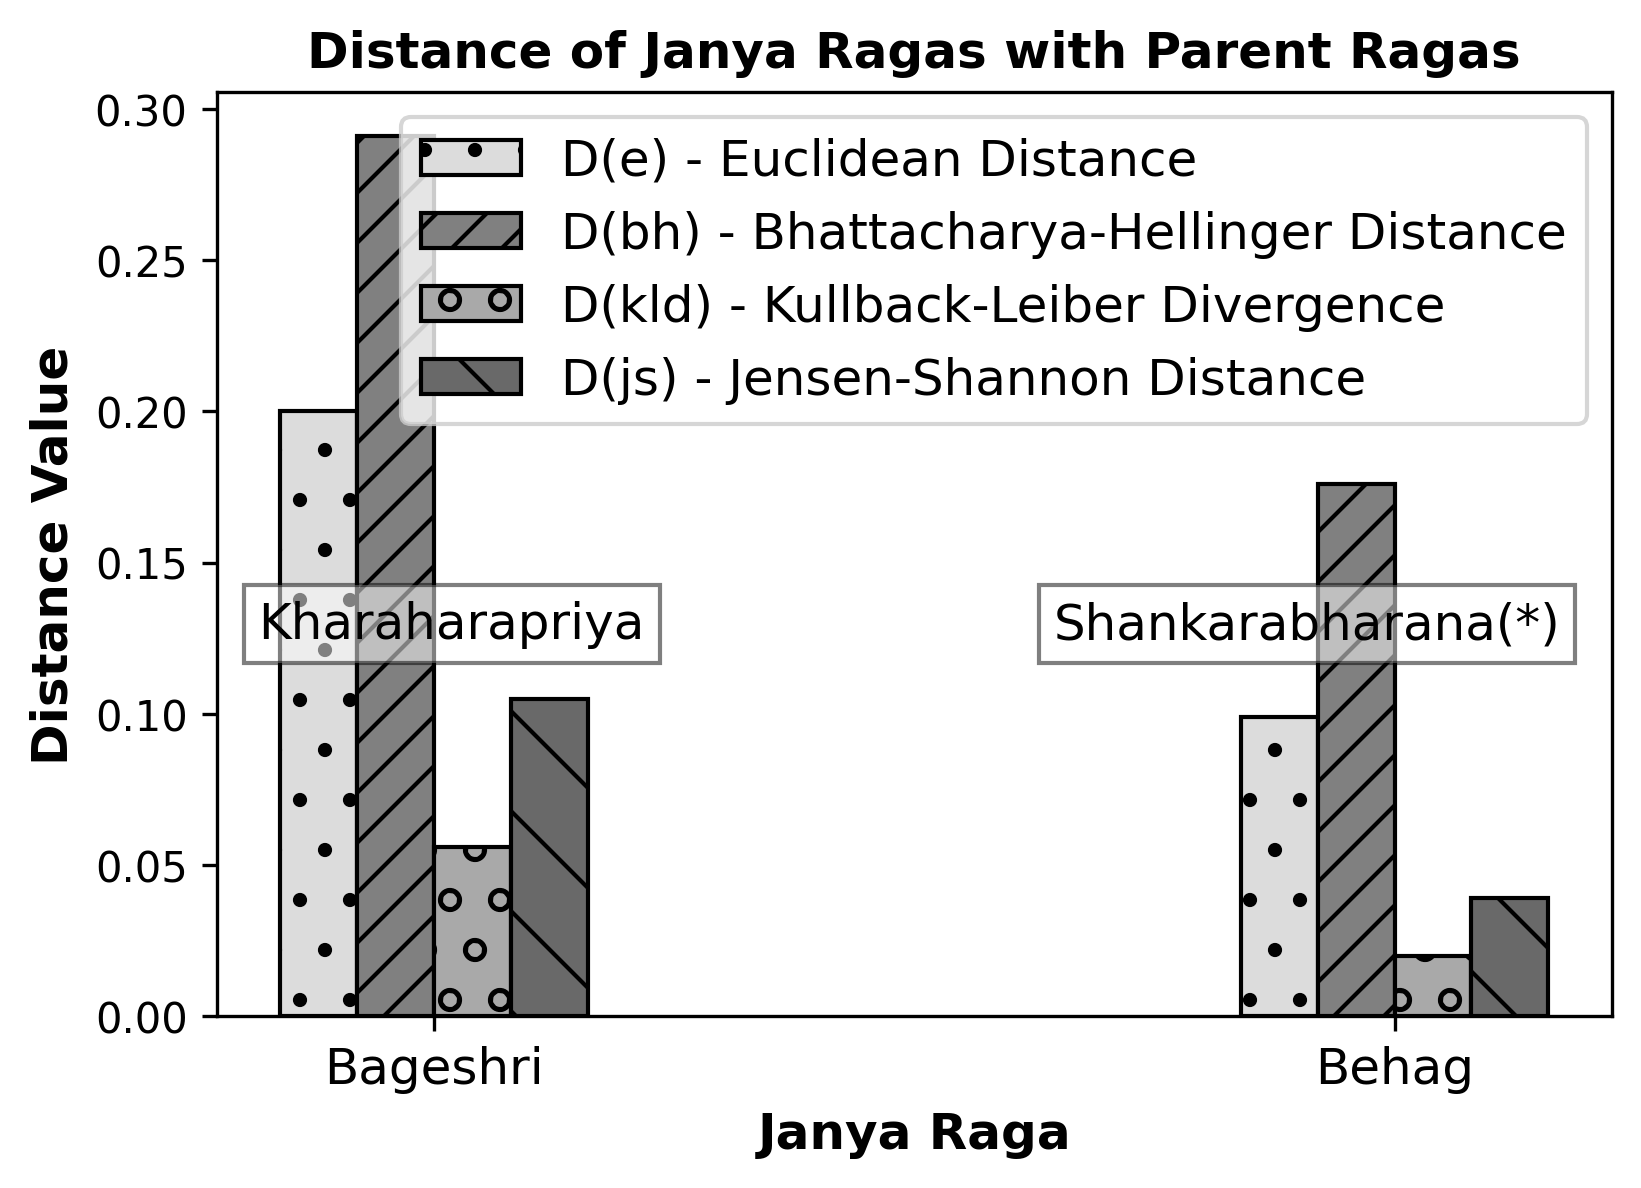 Distance of Janya Ragas with Parent Ragas
Distance Value
0.30
0.25
0.20
0.15
0.10
0.05
0.00
D(e) - Euclidean Distance
D(bh) - Bhattacharya-Hellinger Distance
D(kld) - Kullback-Leiber Divergence
D(js) - Jensen-Shannon Distance
Kharaharapriya
Shankarabharana(*)
Bageshri
Behag
Janya Raga